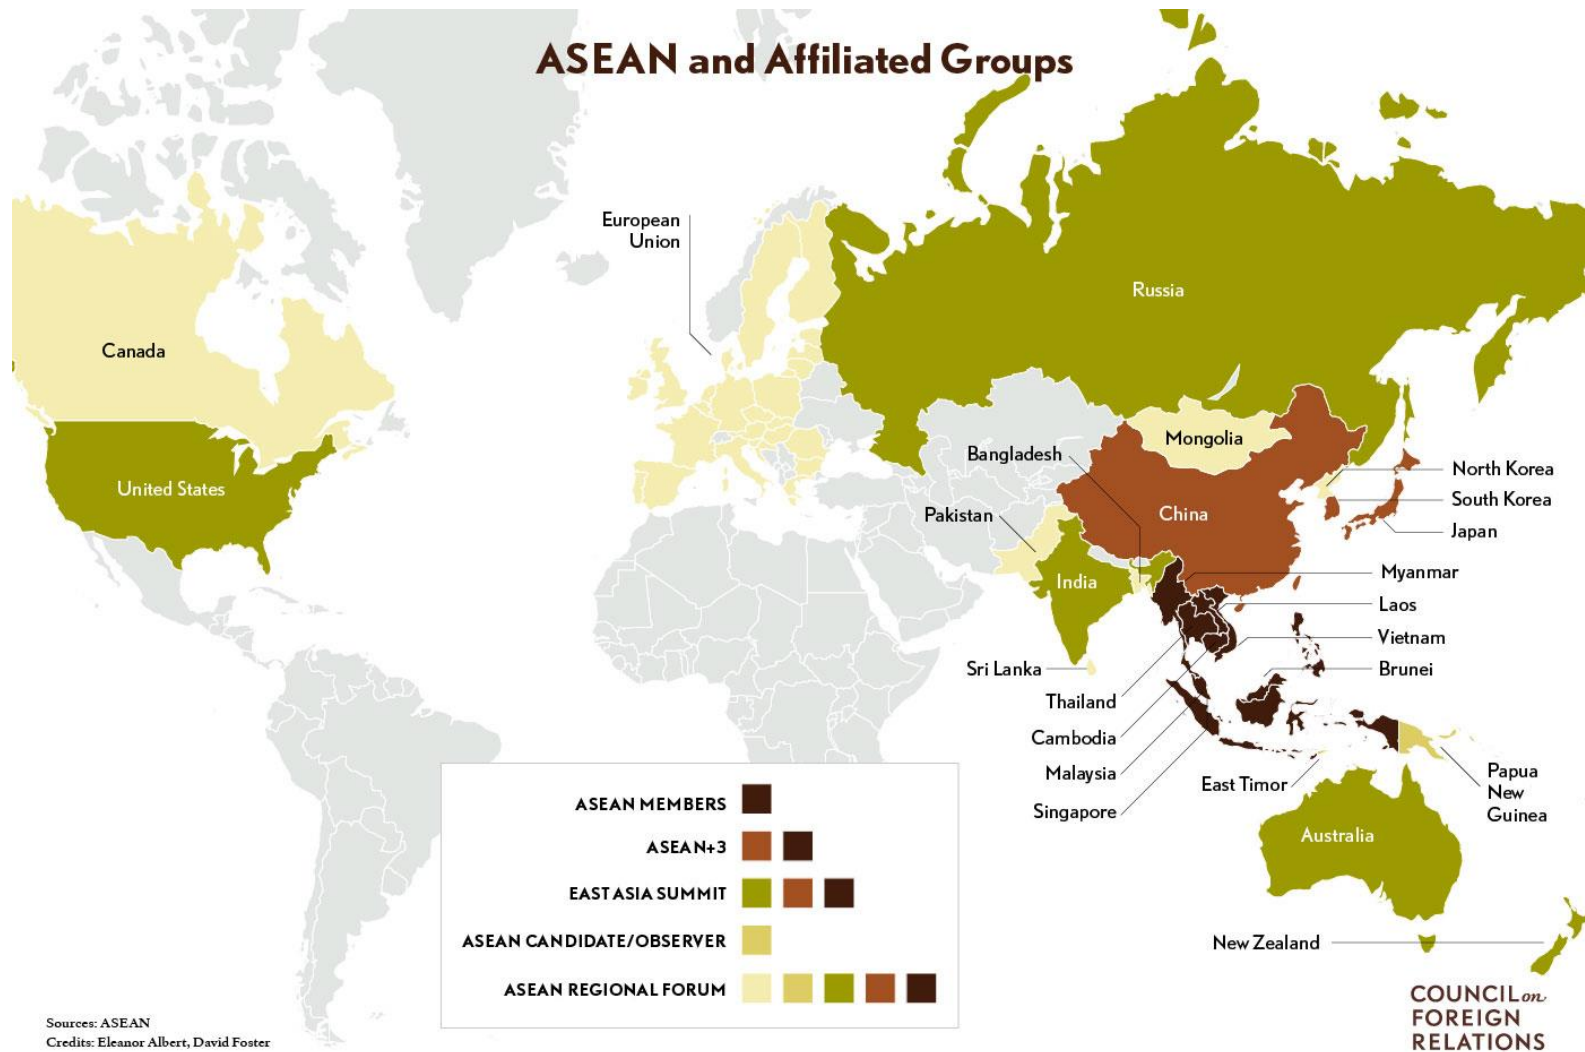 ASEAN and Affiliated Groups
European
Union
Russia
Canada
Mongolia
Bangladesh
North Korea
United States
South Korea
Pakistan
China
Japan
Myanmar
India
Laos
Vietnam
Sri Lanka
Brunei
Thailand
Cambodia
Malaysia
East Timor
Papua
New
Guinea
Singapore
Australia
New Zealand
ASEAN MEMBERS
ASEAN+3
EAST ASIA SUMMIT
ASEAN CANDIDATE/OBSERVER
ASEAN REGIONAL FORUM
Sources: ASEAN
Credits: Eleanor Albert, David Foster
COUNCIL on
FOREIGN
RELATIONS